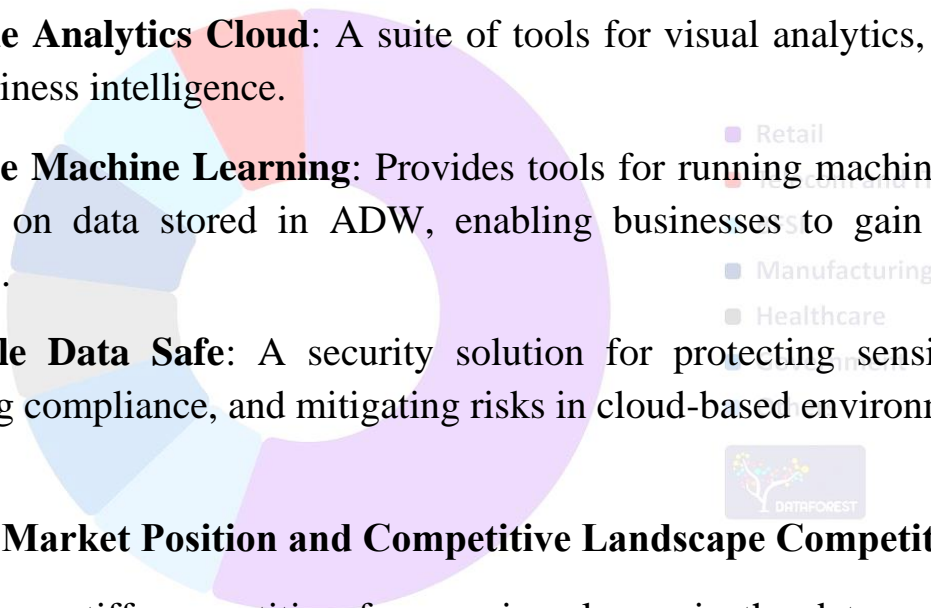 e Analytics Cloud: A suite of tools for visual analytics,
iness intelligence.
Retail
e Machine Learning: Provides tools for running machin
on data stored in ADW, enabling businesses to gain
.
Manufacturing
Healthcare
le Data Safe: A security solution for protecting sensi
Government
g compliance, and mitigating risks in cloud-based environm
DATAFOREST
Market Position and Competitive Landscape Competit